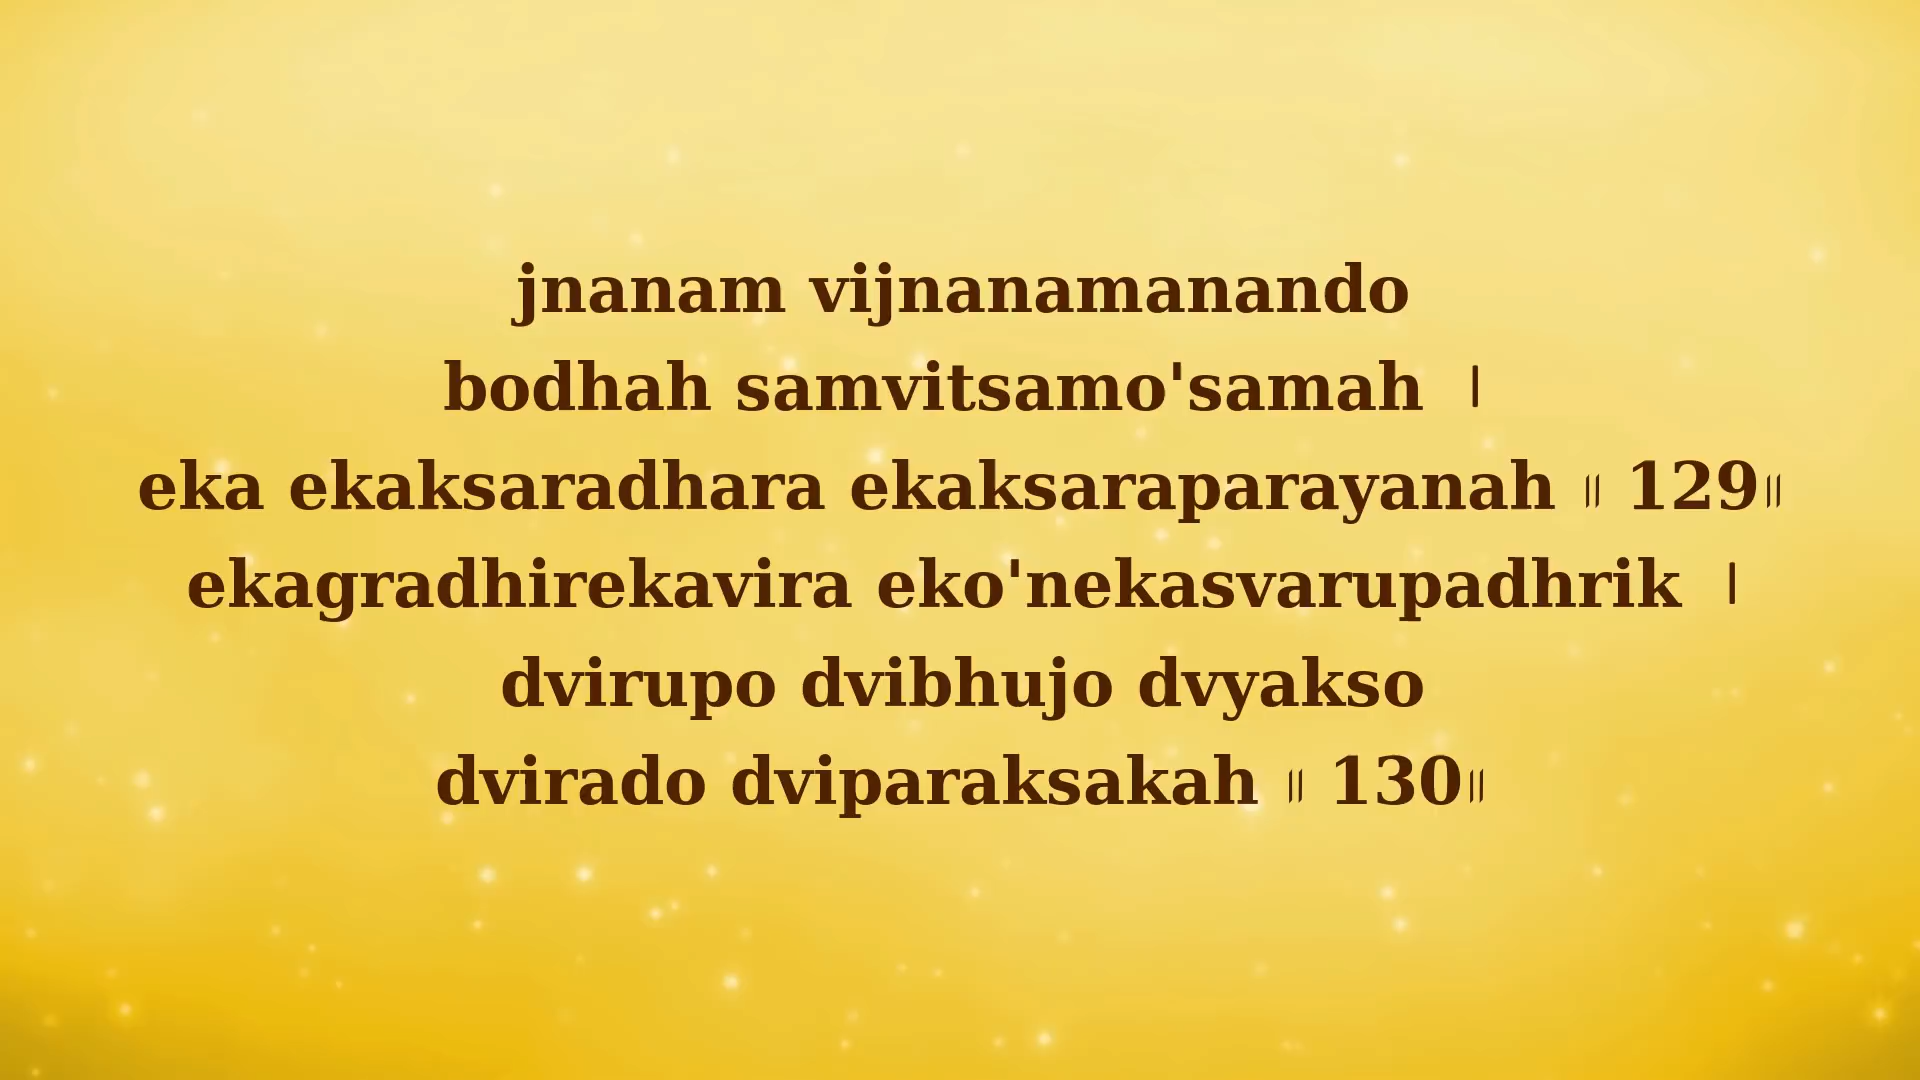 jnanam vijnanamanando
bodhah samvitsamo'samah ।
eka ekaksaradhara ekaksaraparayanah ॥ 129॥
ekagradhirekavira eko'nekasvarupadhrik ।
dvirupo dvibhujo dvyakso
dvirado dviparaksakah ॥ 130॥